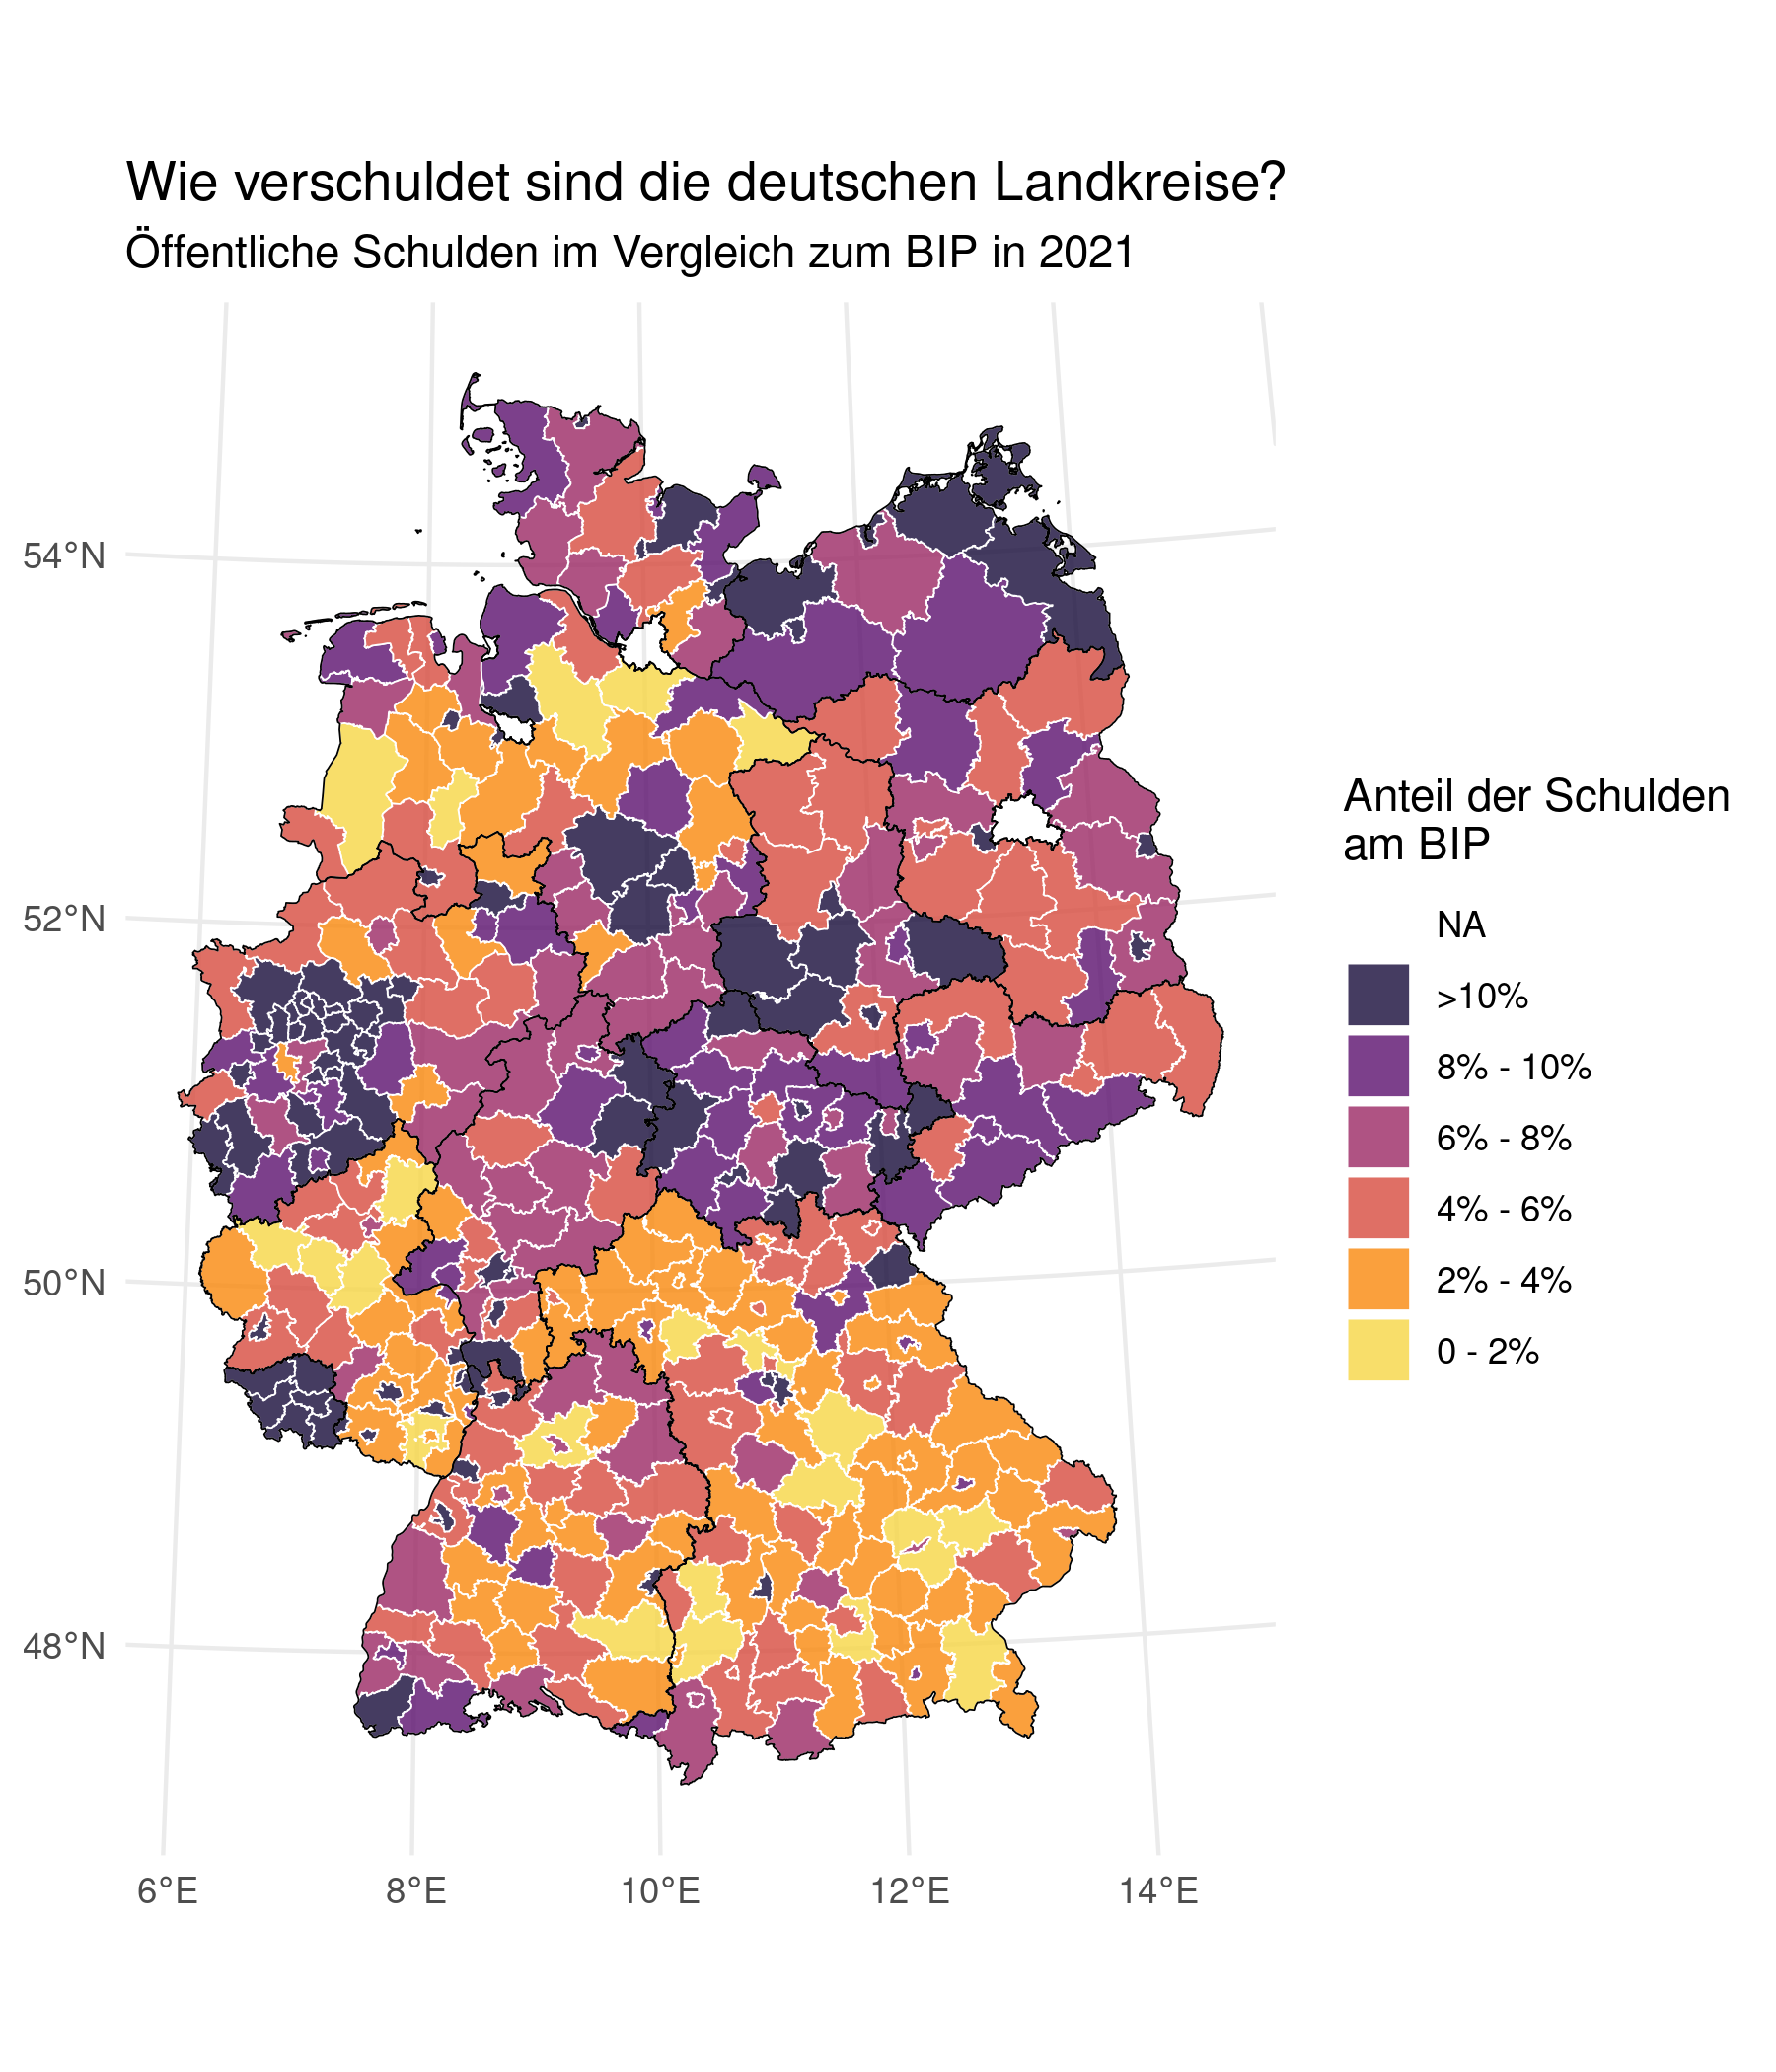 Wie verschuldet sind die deutschen Landkreise?
Öffentliche Schulden im Vergleich zum BIP in 2021
54°N
52°N
50°N
48°N
6°E
8°E
10°E
12°E
14°E
Anteil der Schulden
am BIP
NA
>10%
8% - 10%
6% - 8%
4% - 6%
2% - 4%
0 - 2%